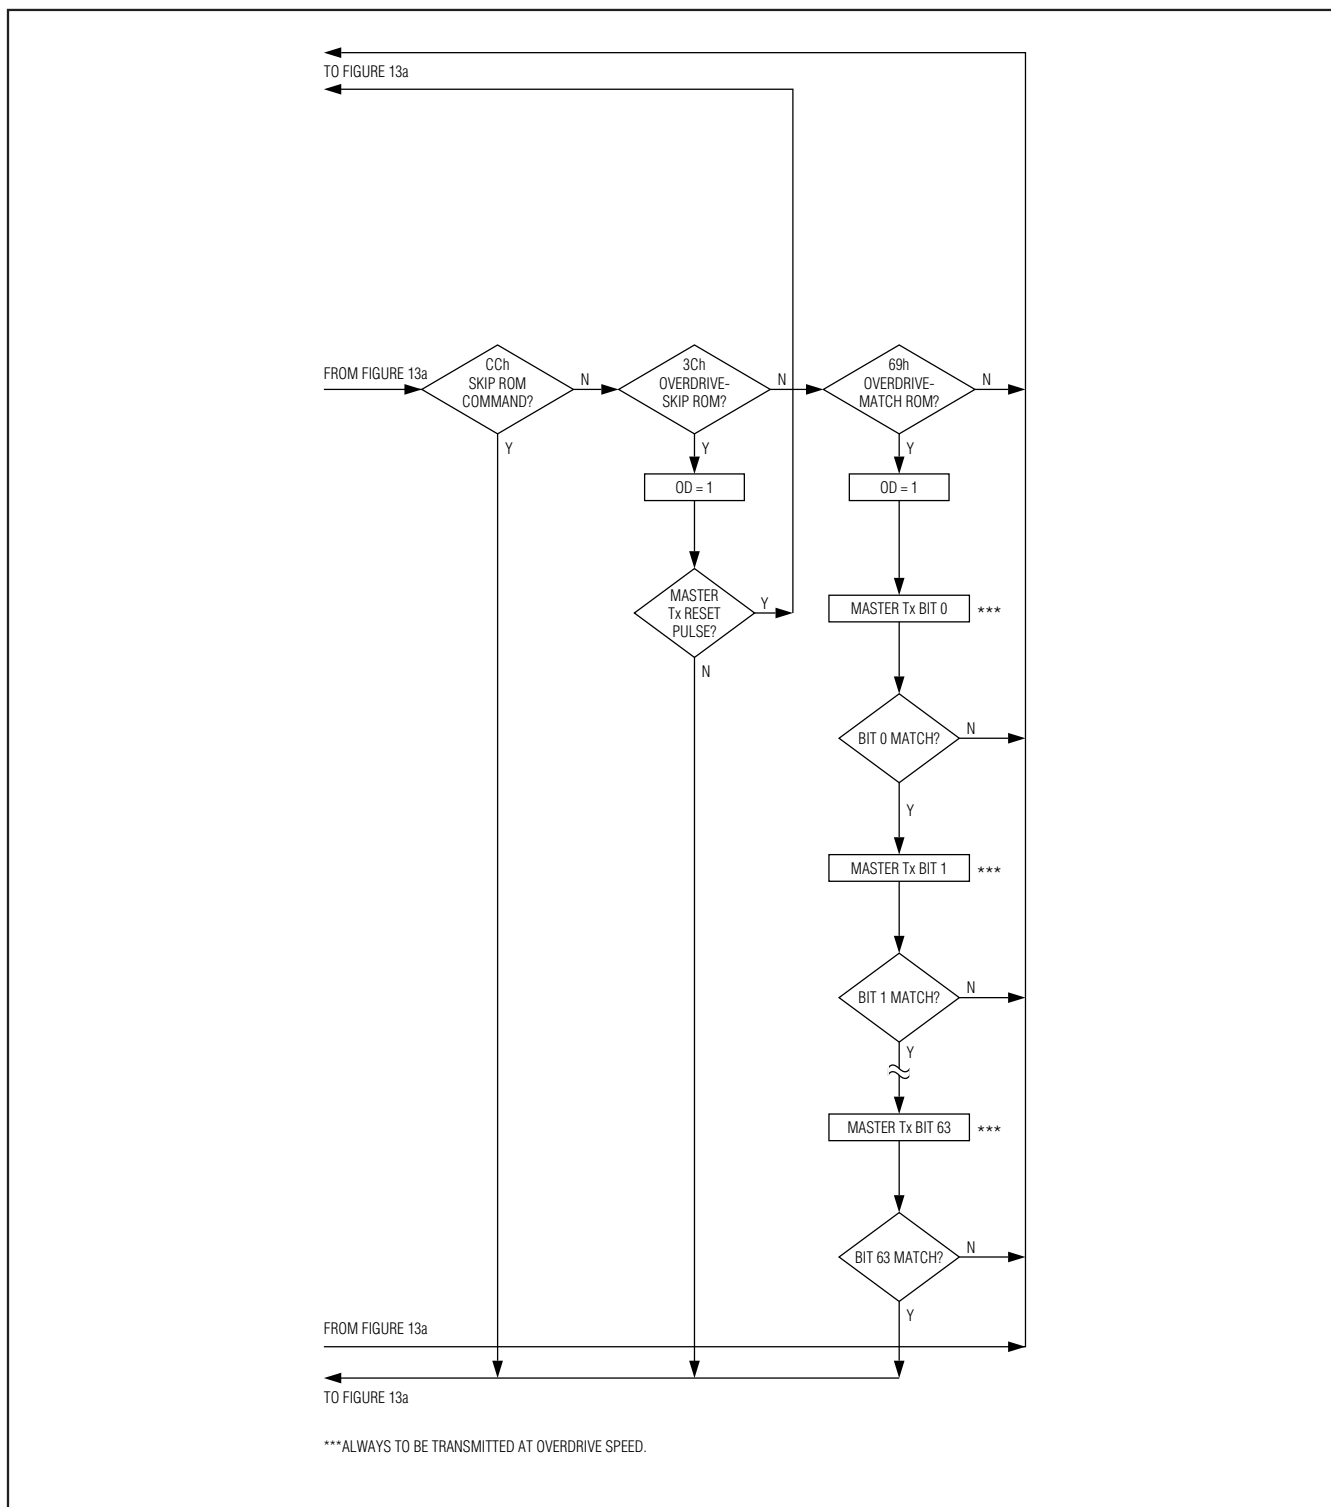 TO FIGURE 13a
FROM FIGURE 13a
CCh
SKIP ROM
COMMAND?
N
3Ch
OVERDRIVE-
SKIP ROM?
N
69h
OVERDRIVE-
MATCH ROM?
N
Y
Y
Y
OD = 1
OD = 1
MASTER
Tx RESET
PULSE?
Y
N
MASTER Tx BIT 0
***
BIT 0 MATCH?
N
Y
MASTER Tx BIT 1
***
BIT 1 MATCH?
N
Y
MASTER Tx BIT 63
***
BIT 63 MATCH?
N
Y
FROM FIGURE 13a
TO FIGURE 13a
***ALWAYS TO BE TRANSMITTED AT OVERDRIVE SPEED.